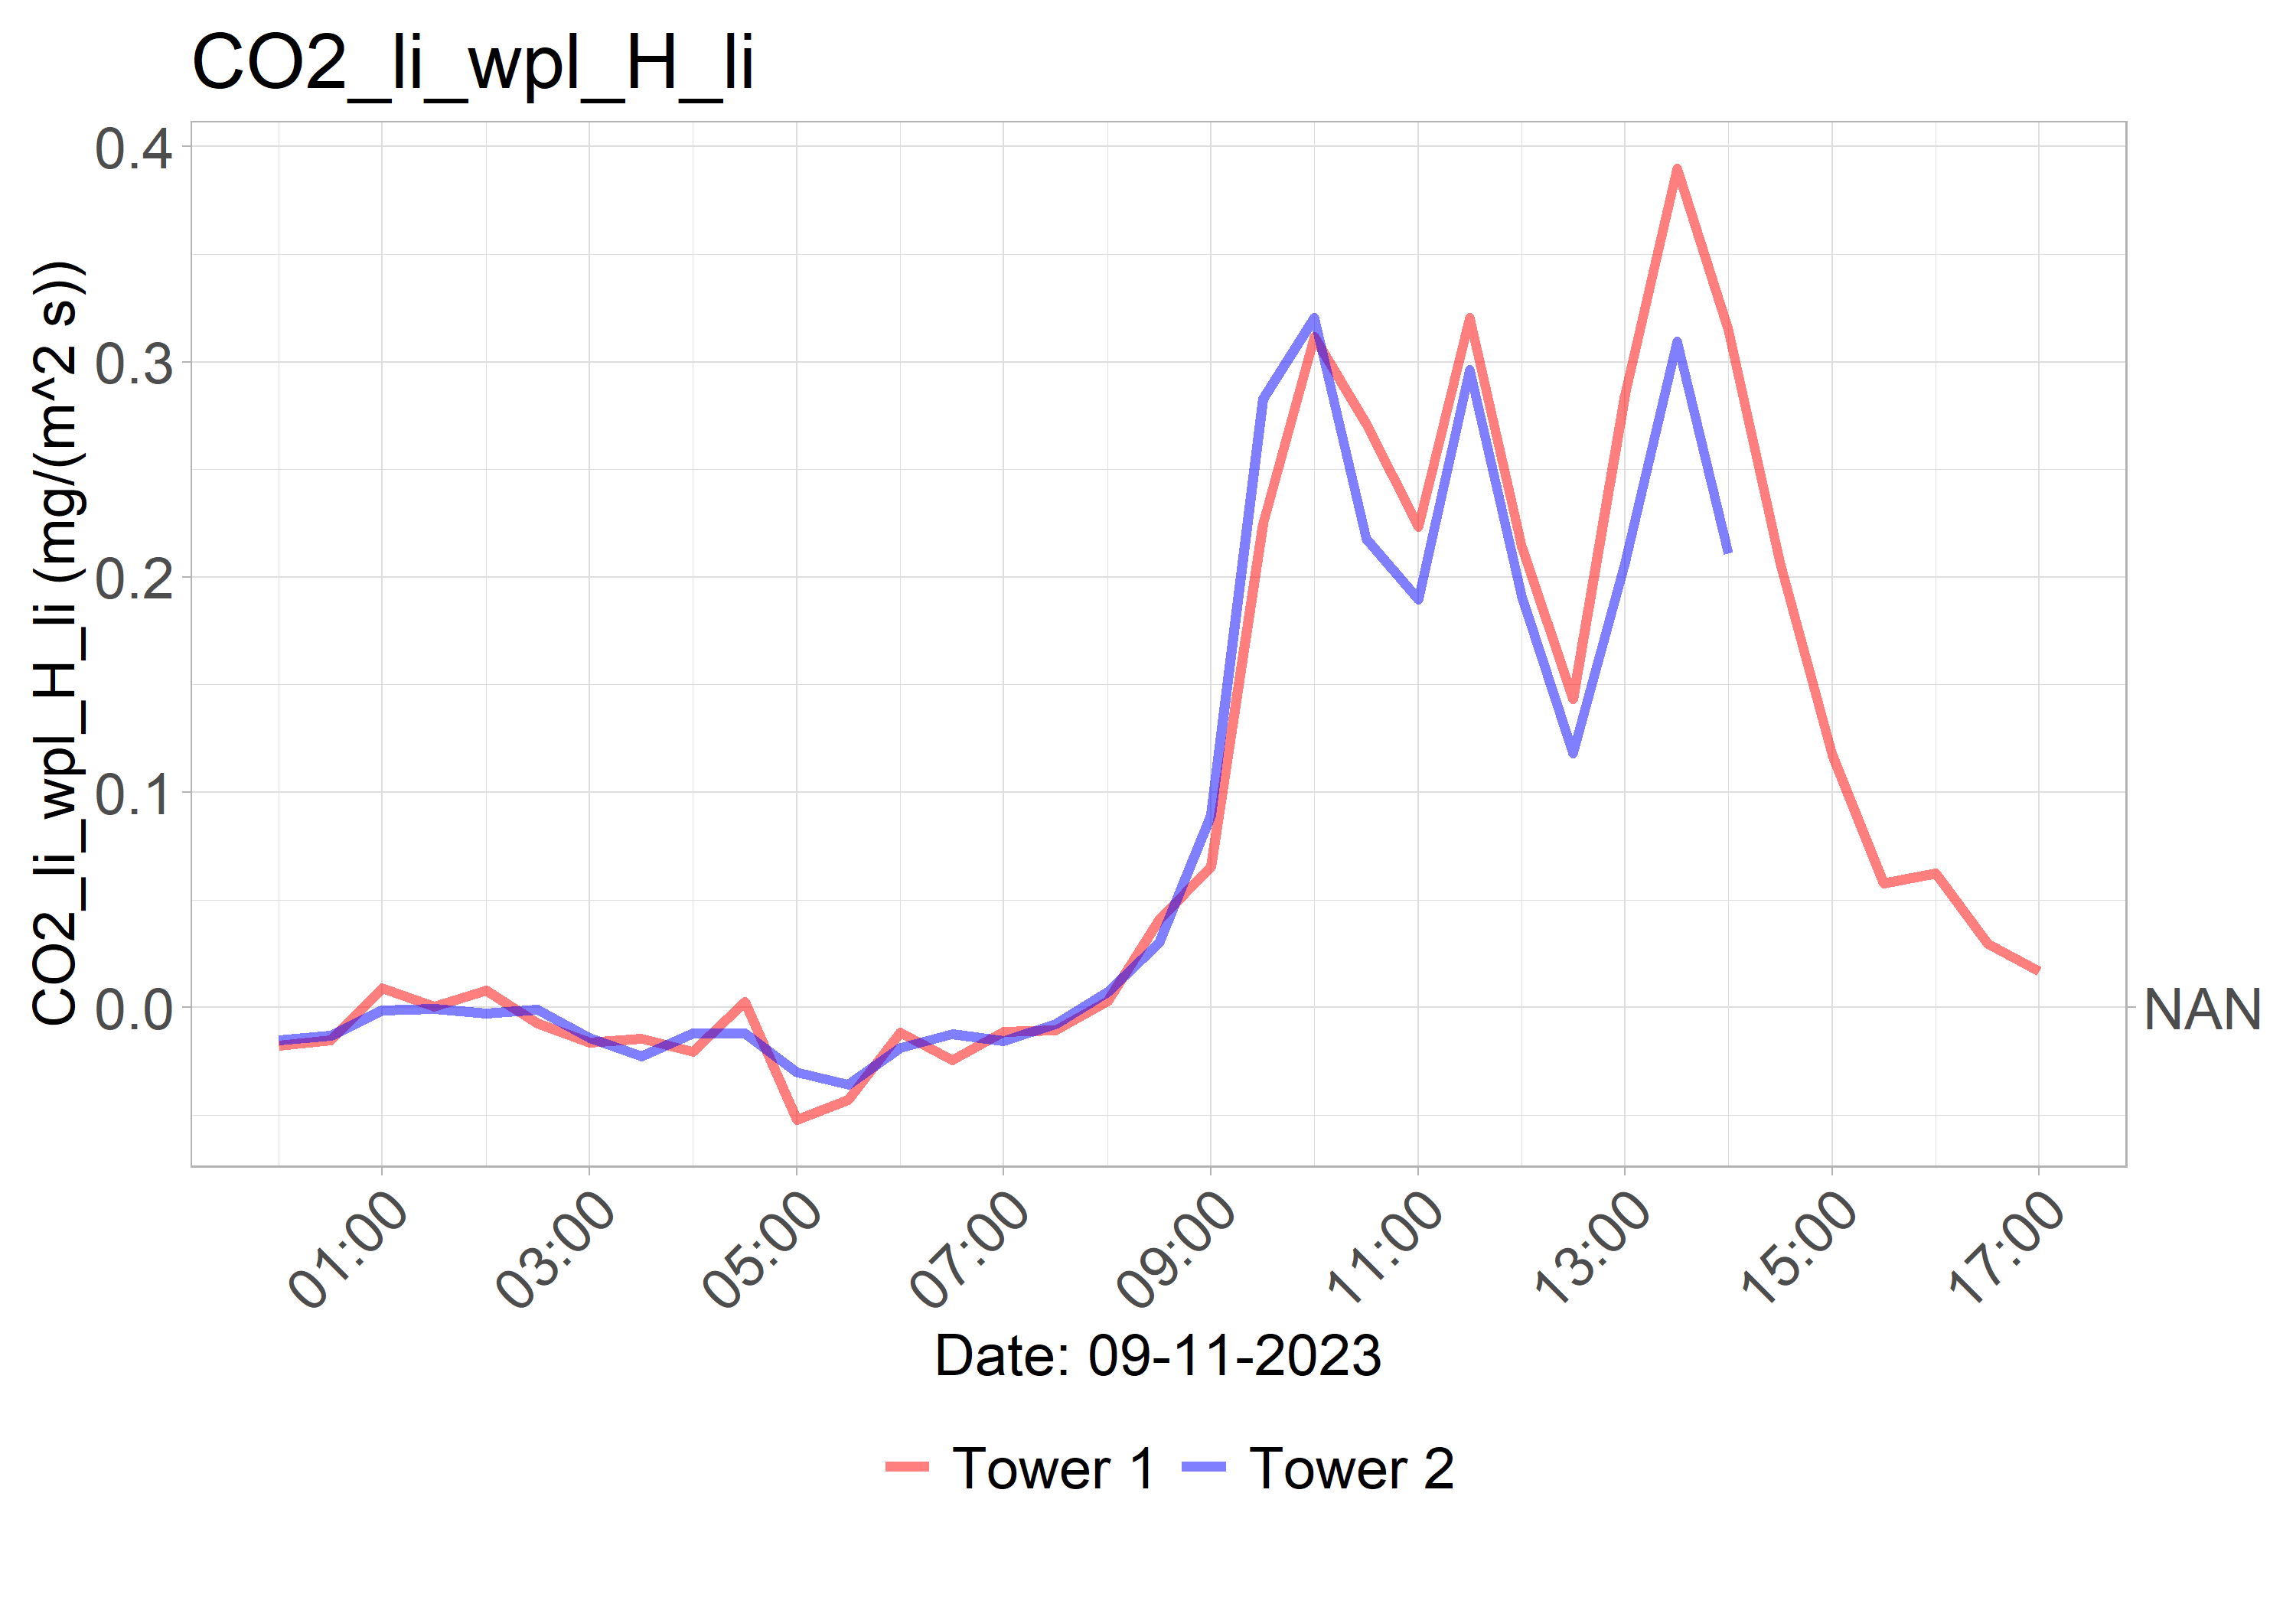 CO2_li_wpl_H_li
CO2_li_wpl_H_li (mg/(m^2 s))
0.4
0.3
0.2
0.1
0.0
NAN
01:00
03:00
05:00
07:00
09:00
11:00
13:00
15:00
17:00
Date: 09-11-2023
Tower 1
Tower 2